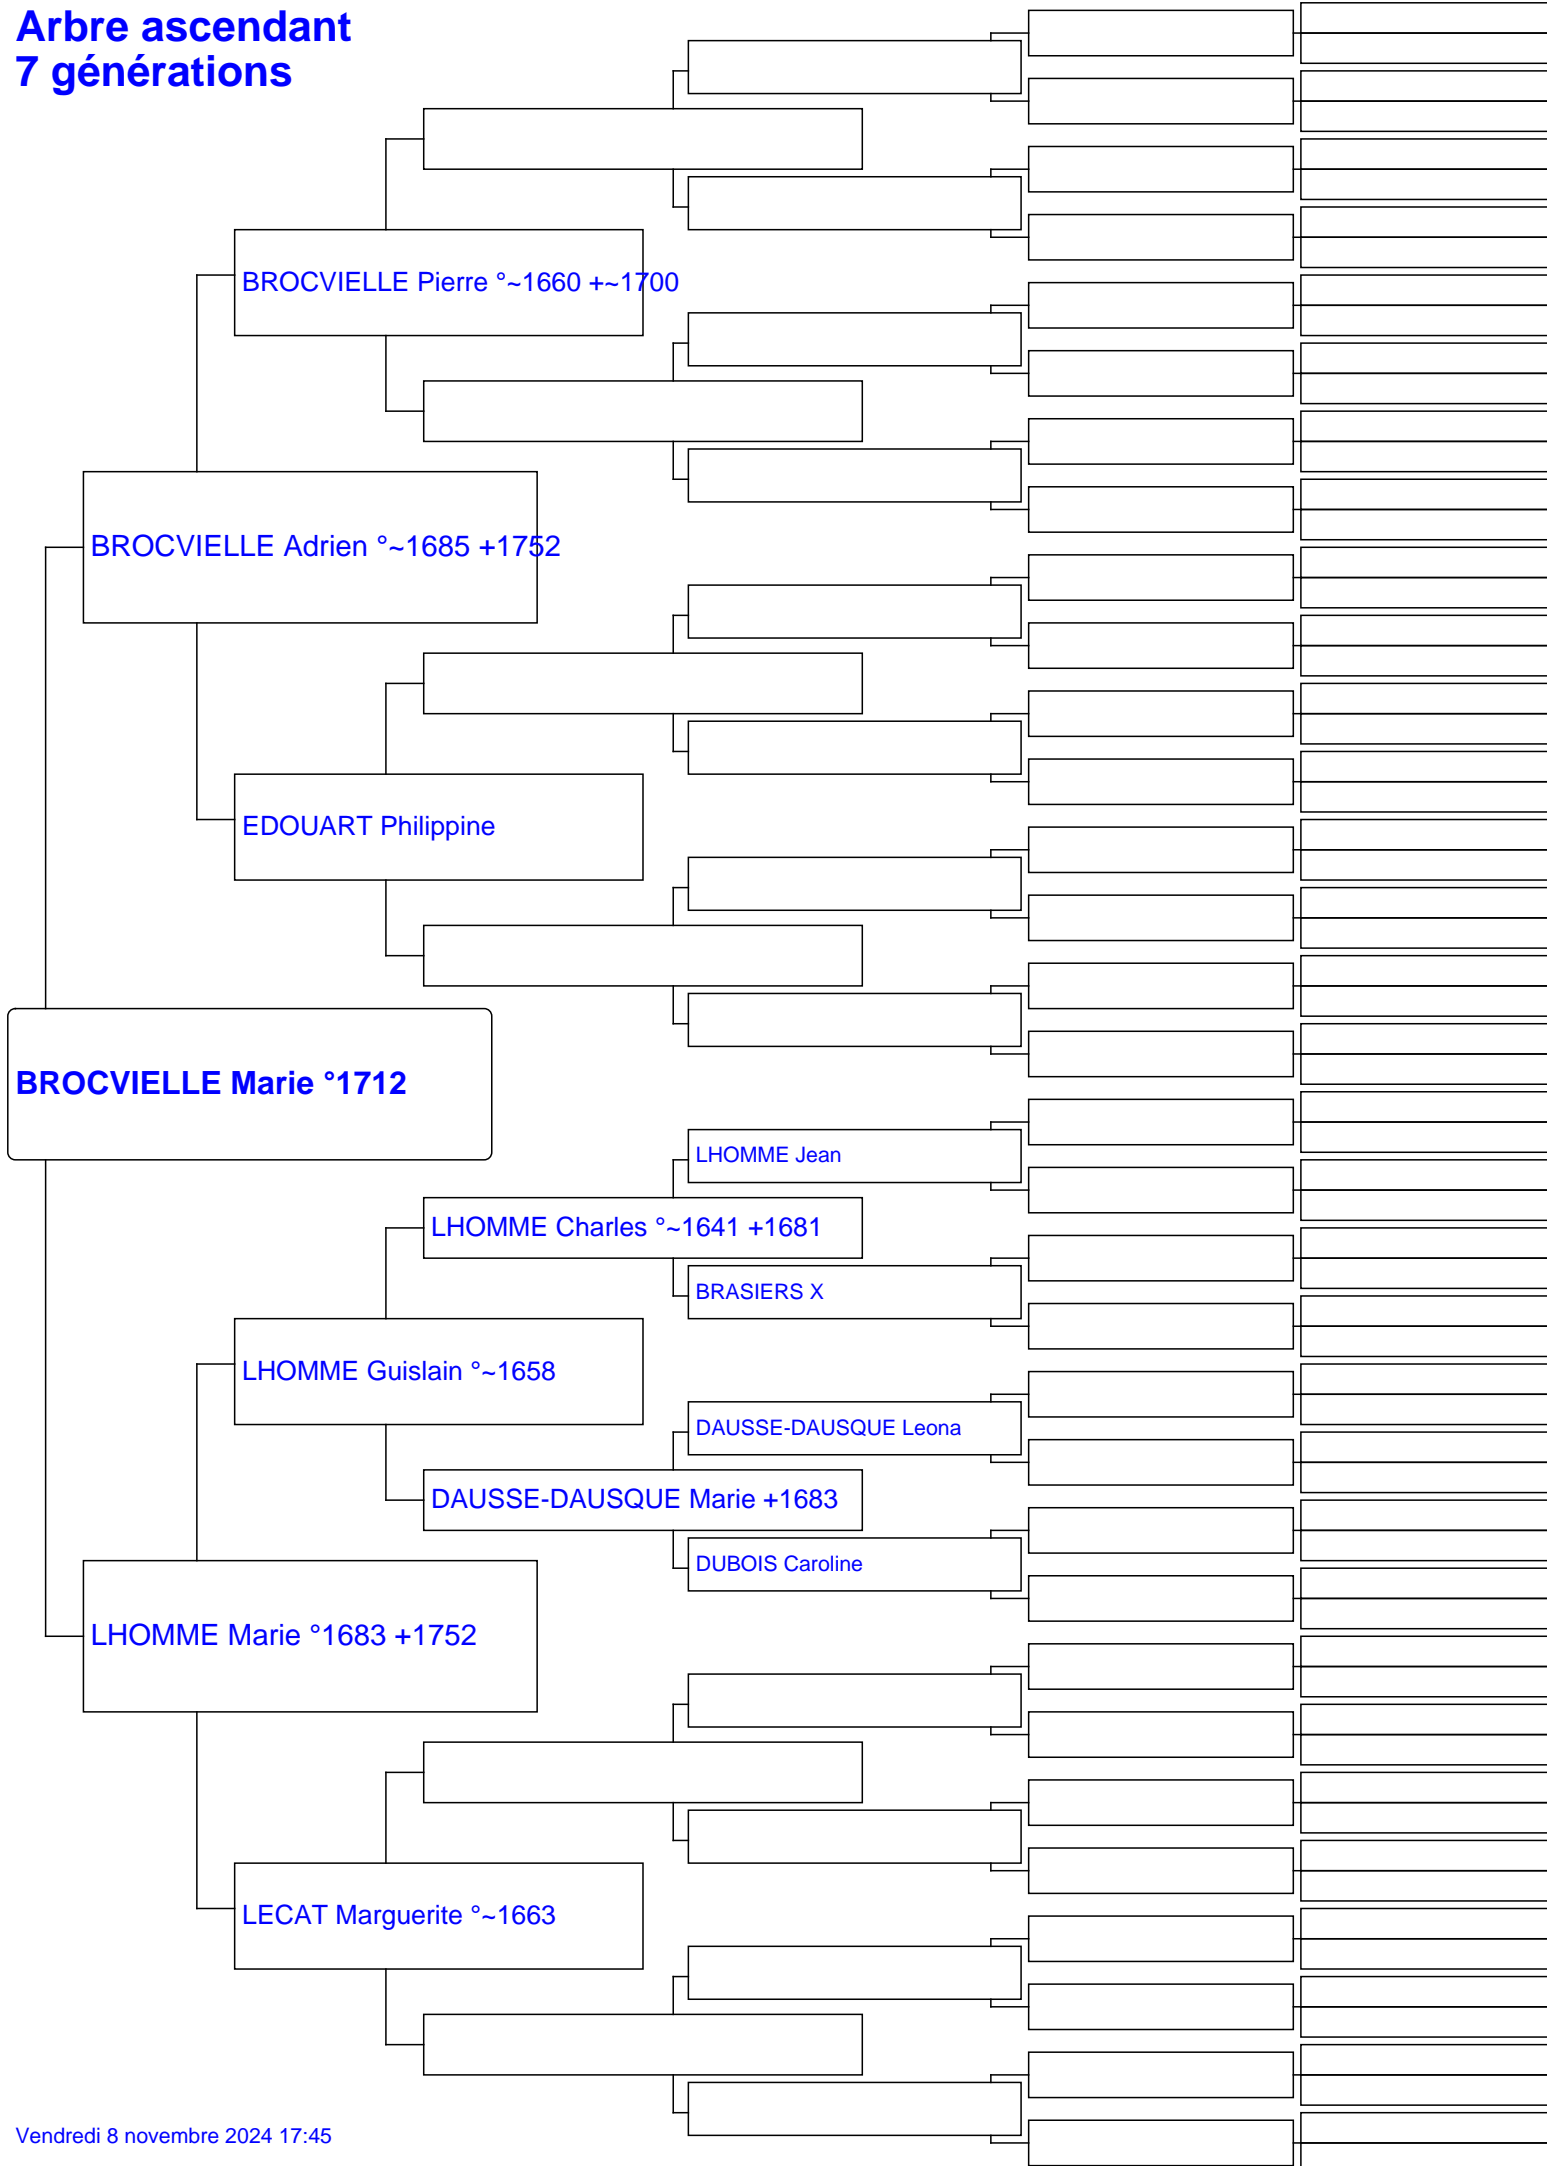 Arbre ascendant
7 générations
BROCVIELLE Pierre °~1660 +~1700
BROCVIELLE Adrien °~1685 +1752
EDOUART Philippine
BROCVIELLE Marie °1712
LHOMME Jean
LHOMME Charles °~1641 +1681
BRASIERS X
LHOMME Guislain °~1658
DAUSSE-DAUSQUE Leona
DAUSSE-DAUSQUE Marie +1683
DUBOIS Caroline
LHOMME Marie °1683 +1752
LECAT Marguerite °~1663
Vendredi 8 novembre 2024 17:45